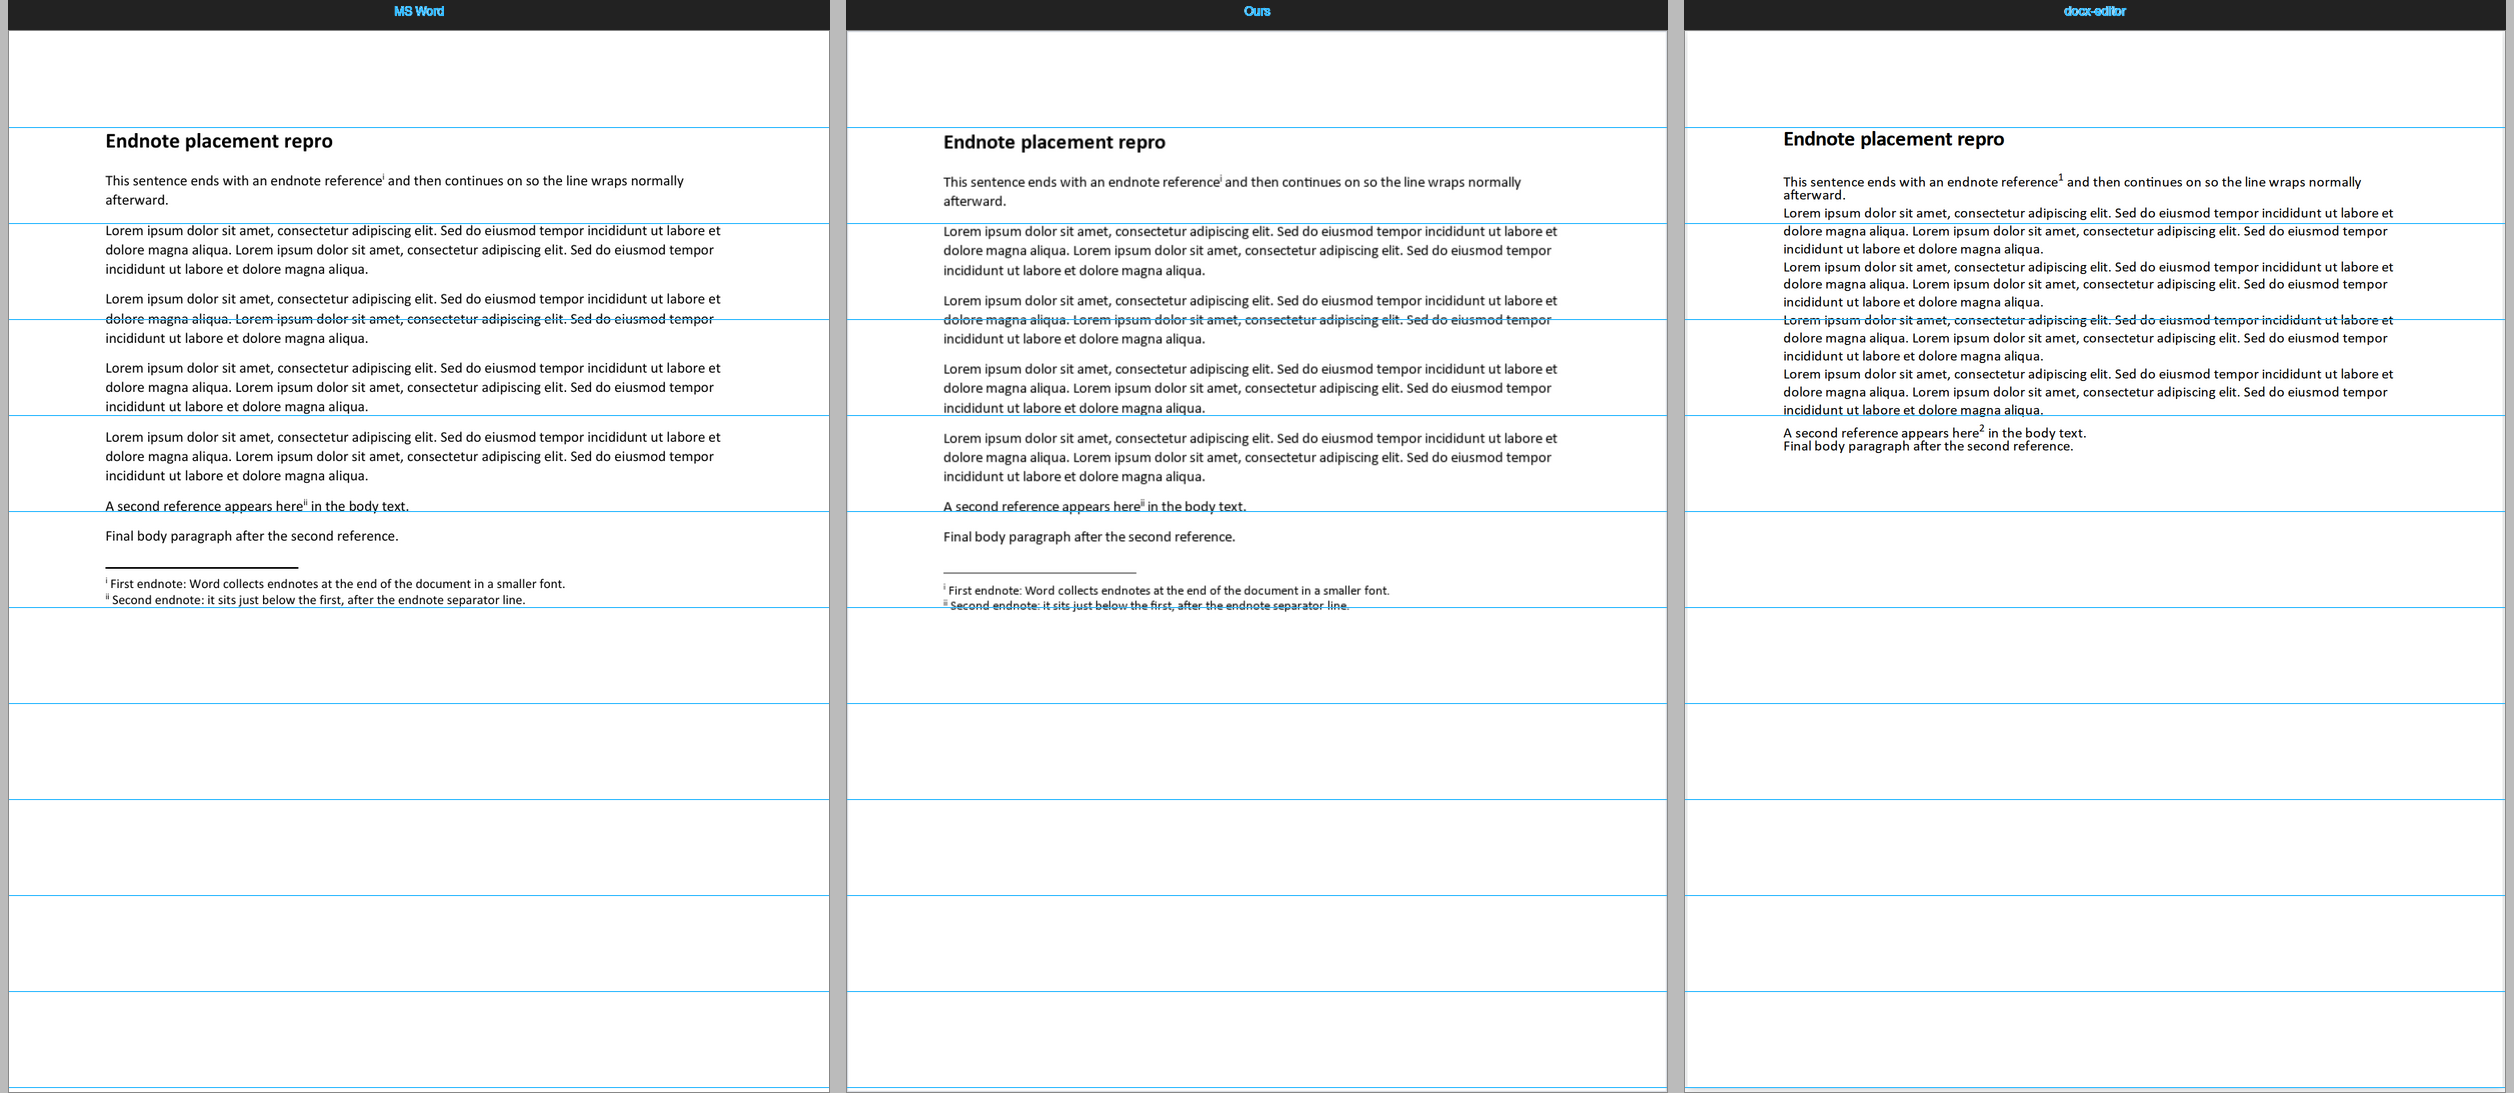 MS Word
Endnote placement repro
This sentence ends with an endnote referenceⁱ and then continues on so the line wraps normally
afterward.
Lorem ipsum dolor sit amet, consectetur adipiscing elit. Sed do eiusmod tempor incididunt ut labore et
dolore magna aliqua. Lorem ipsum dolor sit amet, consectetur adipiscing elit. Sed do eiusmod tempor
incididunt ut labore et dolore magna aliqua.
Lorem ipsum dolor sit amet, consectetur adipiscing elit. Sed do eiusmod tempor incididunt ut labore et
dolore magna aliqua. Lorem ipsum dolor sit amet, consectetur adipiscing elit. Sed do eiusmod tempor
incididunt ut labore et dolore magna aliqua.
Lorem ipsum dolor sit amet, consectetur adipiscing elit. Sed do eiusmod tempor incididunt ut labore et
dolore magna aliqua. Lorem ipsum dolor sit amet, consectetur adipiscing elit. Sed do eiusmod tempor
incididunt ut labore et dolore magna aliqua.
Lorem ipsum dolor sit amet, consectetur adipiscing elit. Sed do eiusmod tempor incididunt ut labore et
dolore magna aliqua. Lorem ipsum dolor sit amet, consectetur adipiscing elit. Sed do eiusmod tempor
incididunt ut labore et dolore magna aliqua.
A second reference appears hereⁱⁱ in the body text.
Final body paragraph after the second reference.
ⁱ First endnote: Word collects endnotes at the end of the document in a smaller font.
ⁱⁱ Second endnote: it sits just below the first, after the endnote separator line.
Ours
Endnote placement repro
This sentence ends with an endnote referenceⁱ and then continues on so the line wraps normally
afterward.
Lorem ipsum dolor sit amet, consectetur adipiscing elit. Sed do eiusmod tempor incididunt ut labore et
dolore magna aliqua. Lorem ipsum dolor sit amet, consectetur adipiscing elit. Sed do eiusmod tempor
incididunt ut labore et dolore magna aliqua.
Lorem ipsum dolor sit amet, consectetur adipiscing elit. Sed do eiusmod tempor incididunt ut labore et
dolore magna aliqua. Lorem ipsum dolor sit amet, consectetur adipiscing elit. Sed do eiusmod tempor
incididunt ut labore et dolore magna aliqua.
Lorem ipsum dolor sit amet, consectetur adipiscing elit. Sed do eiusmod tempor incididunt ut labore et
dolore magna aliqua. Lorem ipsum dolor sit amet, consectetur adipiscing elit. Sed do eiusmod tempor
incididunt ut labore et dolore magna aliqua.
Lorem ipsum dolor sit amet, consectetur adipiscing elit. Sed do eiusmod tempor incididunt ut labore et
dolore magna aliqua. Lorem ipsum dolor sit amet, consectetur adipiscing elit. Sed do eiusmod tempor
incididunt ut labore et dolore magna aliqua.
A second reference appears hereⁱⁱ in the body text.
Final body paragraph after the second reference.
ⁱ First endnote: Word collects endnotes at the end of the document in a smaller font.
ⁱⁱ Second endnote: it sits just below the first, after the endnote separator line.
docx-editor
Endnote placement repro
This sentence ends with an endnote reference¹ and then continues on so the line wraps normally
afterward.
Lorem ipsum dolor sit amet, consectetur adipiscing elit. Sed do eiusmod tempor incididunt ut labore et
dolore magna aliqua. Lorem ipsum dolor sit amet, consectetur adipiscing elit. Sed do eiusmod tempor
incididunt ut labore et dolore magna aliqua.
Lorem ipsum dolor sit amet, consectetur adipiscing elit. Sed do eiusmod tempor incididunt ut labore et
dolore magna aliqua. Lorem ipsum dolor sit amet, consectetur adipiscing elit. Sed do eiusmod tempor
incididunt ut labore et dolore magna aliqua.
Lorem ipsum dolor sit amet, consectetur adipiscing elit. Sed do eiusmod tempor incididunt ut labore et
dolore magna aliqua. Lorem ipsum dolor sit amet, consectetur adipiscing elit. Sed do eiusmod tempor
incididunt ut labore et dolore magna aliqua.
Lorem ipsum dolor sit amet, consectetur adipiscing elit. Sed do eiusmod tempor incididunt ut labore et
dolore magna aliqua. Lorem ipsum dolor sit amet, consectetur adipiscing elit. Sed do eiusmod tempor
incididunt ut labore et dolore magna aliqua.
A second reference appears here² in the body text.
Final body paragraph after the second reference.